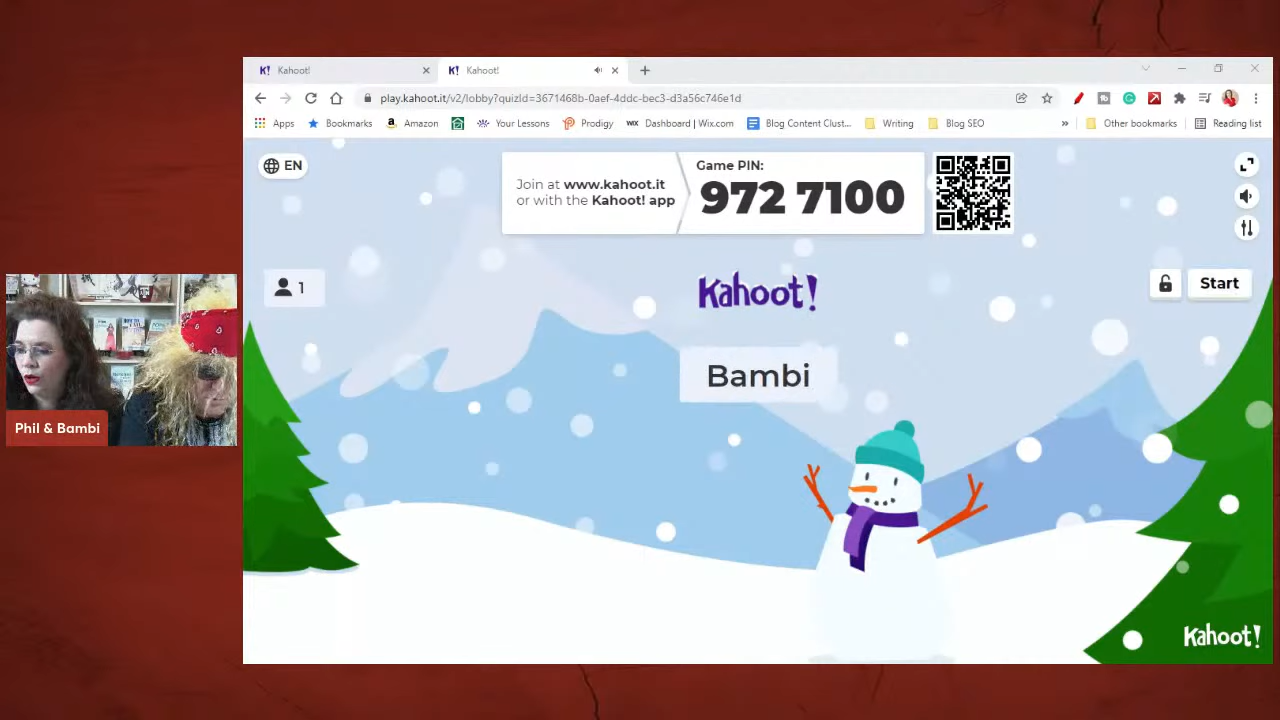 Kahoot!
Kahoot!
play.kahoot.it/v2/lobby?quizId=3671468b-0aef-4ddc-bec3-d3a56c746e1d
Apps Bookmarks Amazon Your Lessons Prodigy WIX Dashboard | Wix.com Blog Content Clust... Writing Blog SEO » Other bookmarks Reading list
EN
Join at www.kahoot.it
or with the Kahoot! app
Game PIN:
972 7100
1
Kahoot!
Start
Bambi
Phil & Bambi
Kahoot!